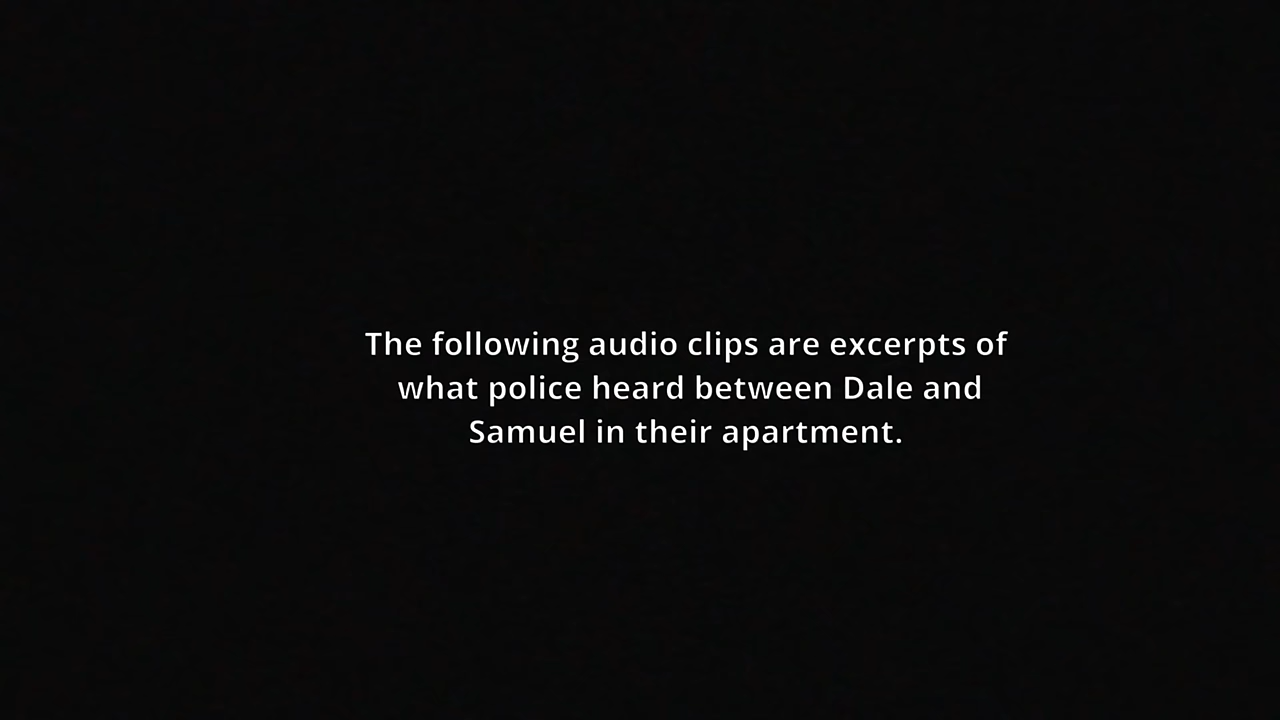 The following audio clips are excerpts of
what police heard between Dale and
Samuel in their apartment.